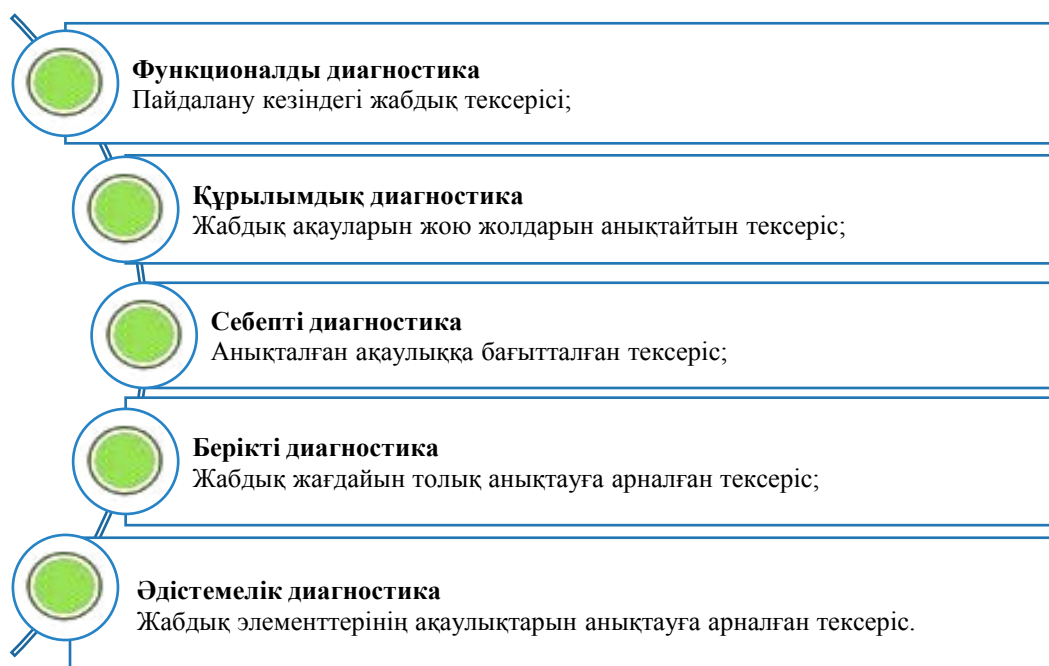 Функционалды диагностика
Пайдалану кезіндегі жабдық тексерісі;
Құрылымдық диагностика
Жабдық ақауларын жою жолдарын анықтайтын тексеріс;
Себепті диагностика
Анықталған ақаулыққа бағытталған тексеріс;
Берікті диагностика
Жабдық жағдайын толық анықтауға арналған тексеріс;
Әдістемелік диагностика
Жабдық элементтерінің ақаулықтарын анықтауға арналған тексеріс.